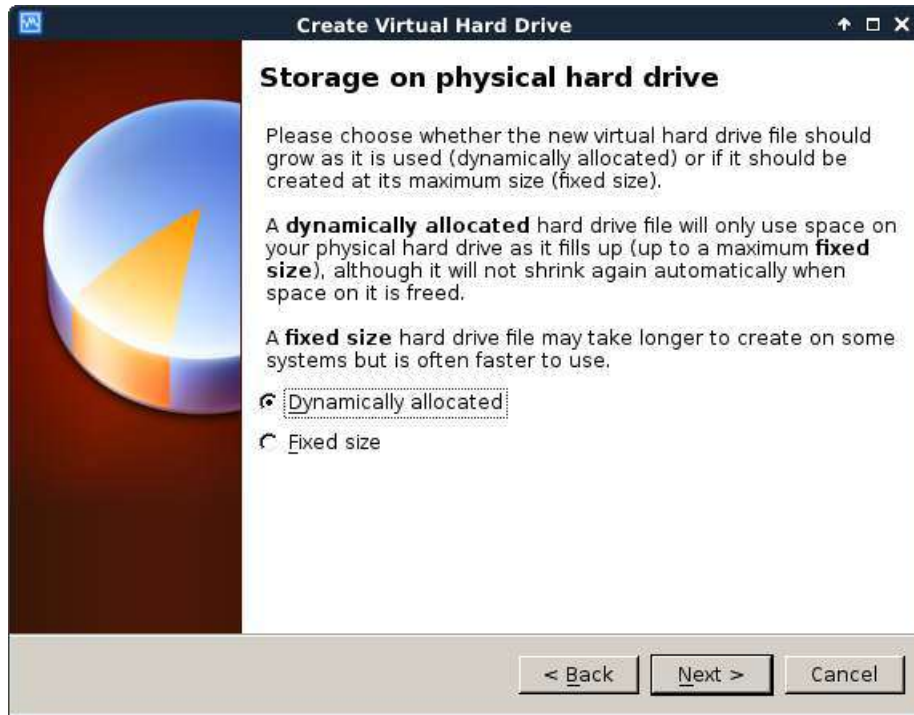 Create Virtual Hard Drive
Storage on physical hard drive
Please choose whether the new virtual hard drive file should
grow as it is used (dynamically allocated) or if it should be
created at its maximum size (fixed size).
A dynamically allocated hard drive file will only use space on
your physical hard drive as it fills up (up to a maximum fixed
size), although it will not shrink again automatically when
space on it is freed.
A fixed size hard drive file may take longer to create on some
systems but is often faster to use.
Dynamically allocated
Fixed size
< Back Next > Cancel